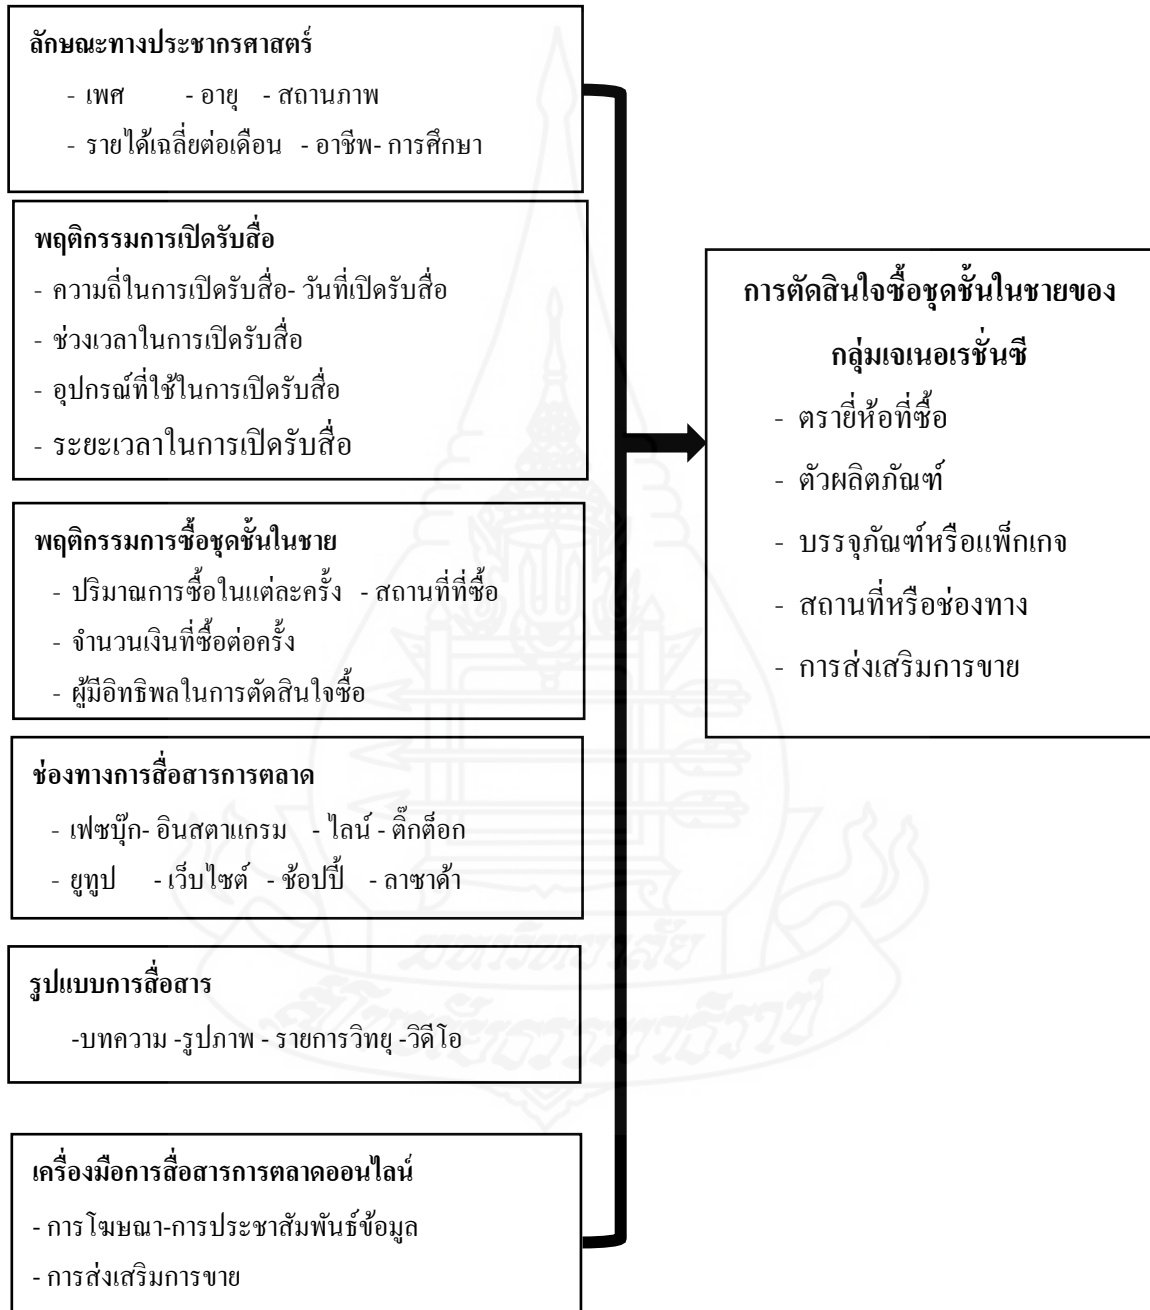 ลักษณะทางประชากรศาสตร์
- เพศ - อายุ - สถานภาพ
- รายได้เฉลี่ยต่อเดือน - อาชีพ- การศึกษา
พฤติกรรมการเปิดรับสื่อ
- ความถี่ในการเปิดรับสื่อ- วันที่เปิดรับสื่อ
- ช่วงเวลาในการเปิดรับสื่อ
- อุปกรณ์ที่ใช้ในการเปิดรับสื่อ
- ระยะเวลาในการเปิดรับสื่อ
พฤติกรรมการซื้อชุดชั้นในชาย
- ปริมาณการซื้อในแต่ละครั้ง - สถานที่ที่ซื้อ
- จำนวนเงินที่ซื้อต่อครั้ง
- ผู้มีอิทธิพลในการตัดสินใจซื้อ
ช่องทางการสื่อสารการตลาด
- เฟซบุ๊ก- อินสตาแกรม - ไลน์ - ติ๊กต็อก
- ยูทูป - เว็บไซต์ - ช้อปปี้ - ลาซาด้า
รูปแบบการสื่อสาร
-บทความ -รูปภาพ - รายการวิทยุ -วิดีโอ
เครื่องมือการสื่อสารการตลาดออนไลน์
- การโฆษณา-การประชาสัมพันธ์ข้อมูล
- การส่งเสริมการขาย
การตัดสินใจซื้อชุดชั้นในชายของ
กลุ่มเจเนอเรชั่นซี
- ตรายี่ห้อที่ซื้อ
- ตัวผลิตภัณฑ์
- บรรจุภัณฑ์หรือแพ็กเกจ
- สถานที่หรือช่องทาง
- การส่งเสริมการขาย
มหาวิทยาลัย
สุโขทัยธรรมาธิราช